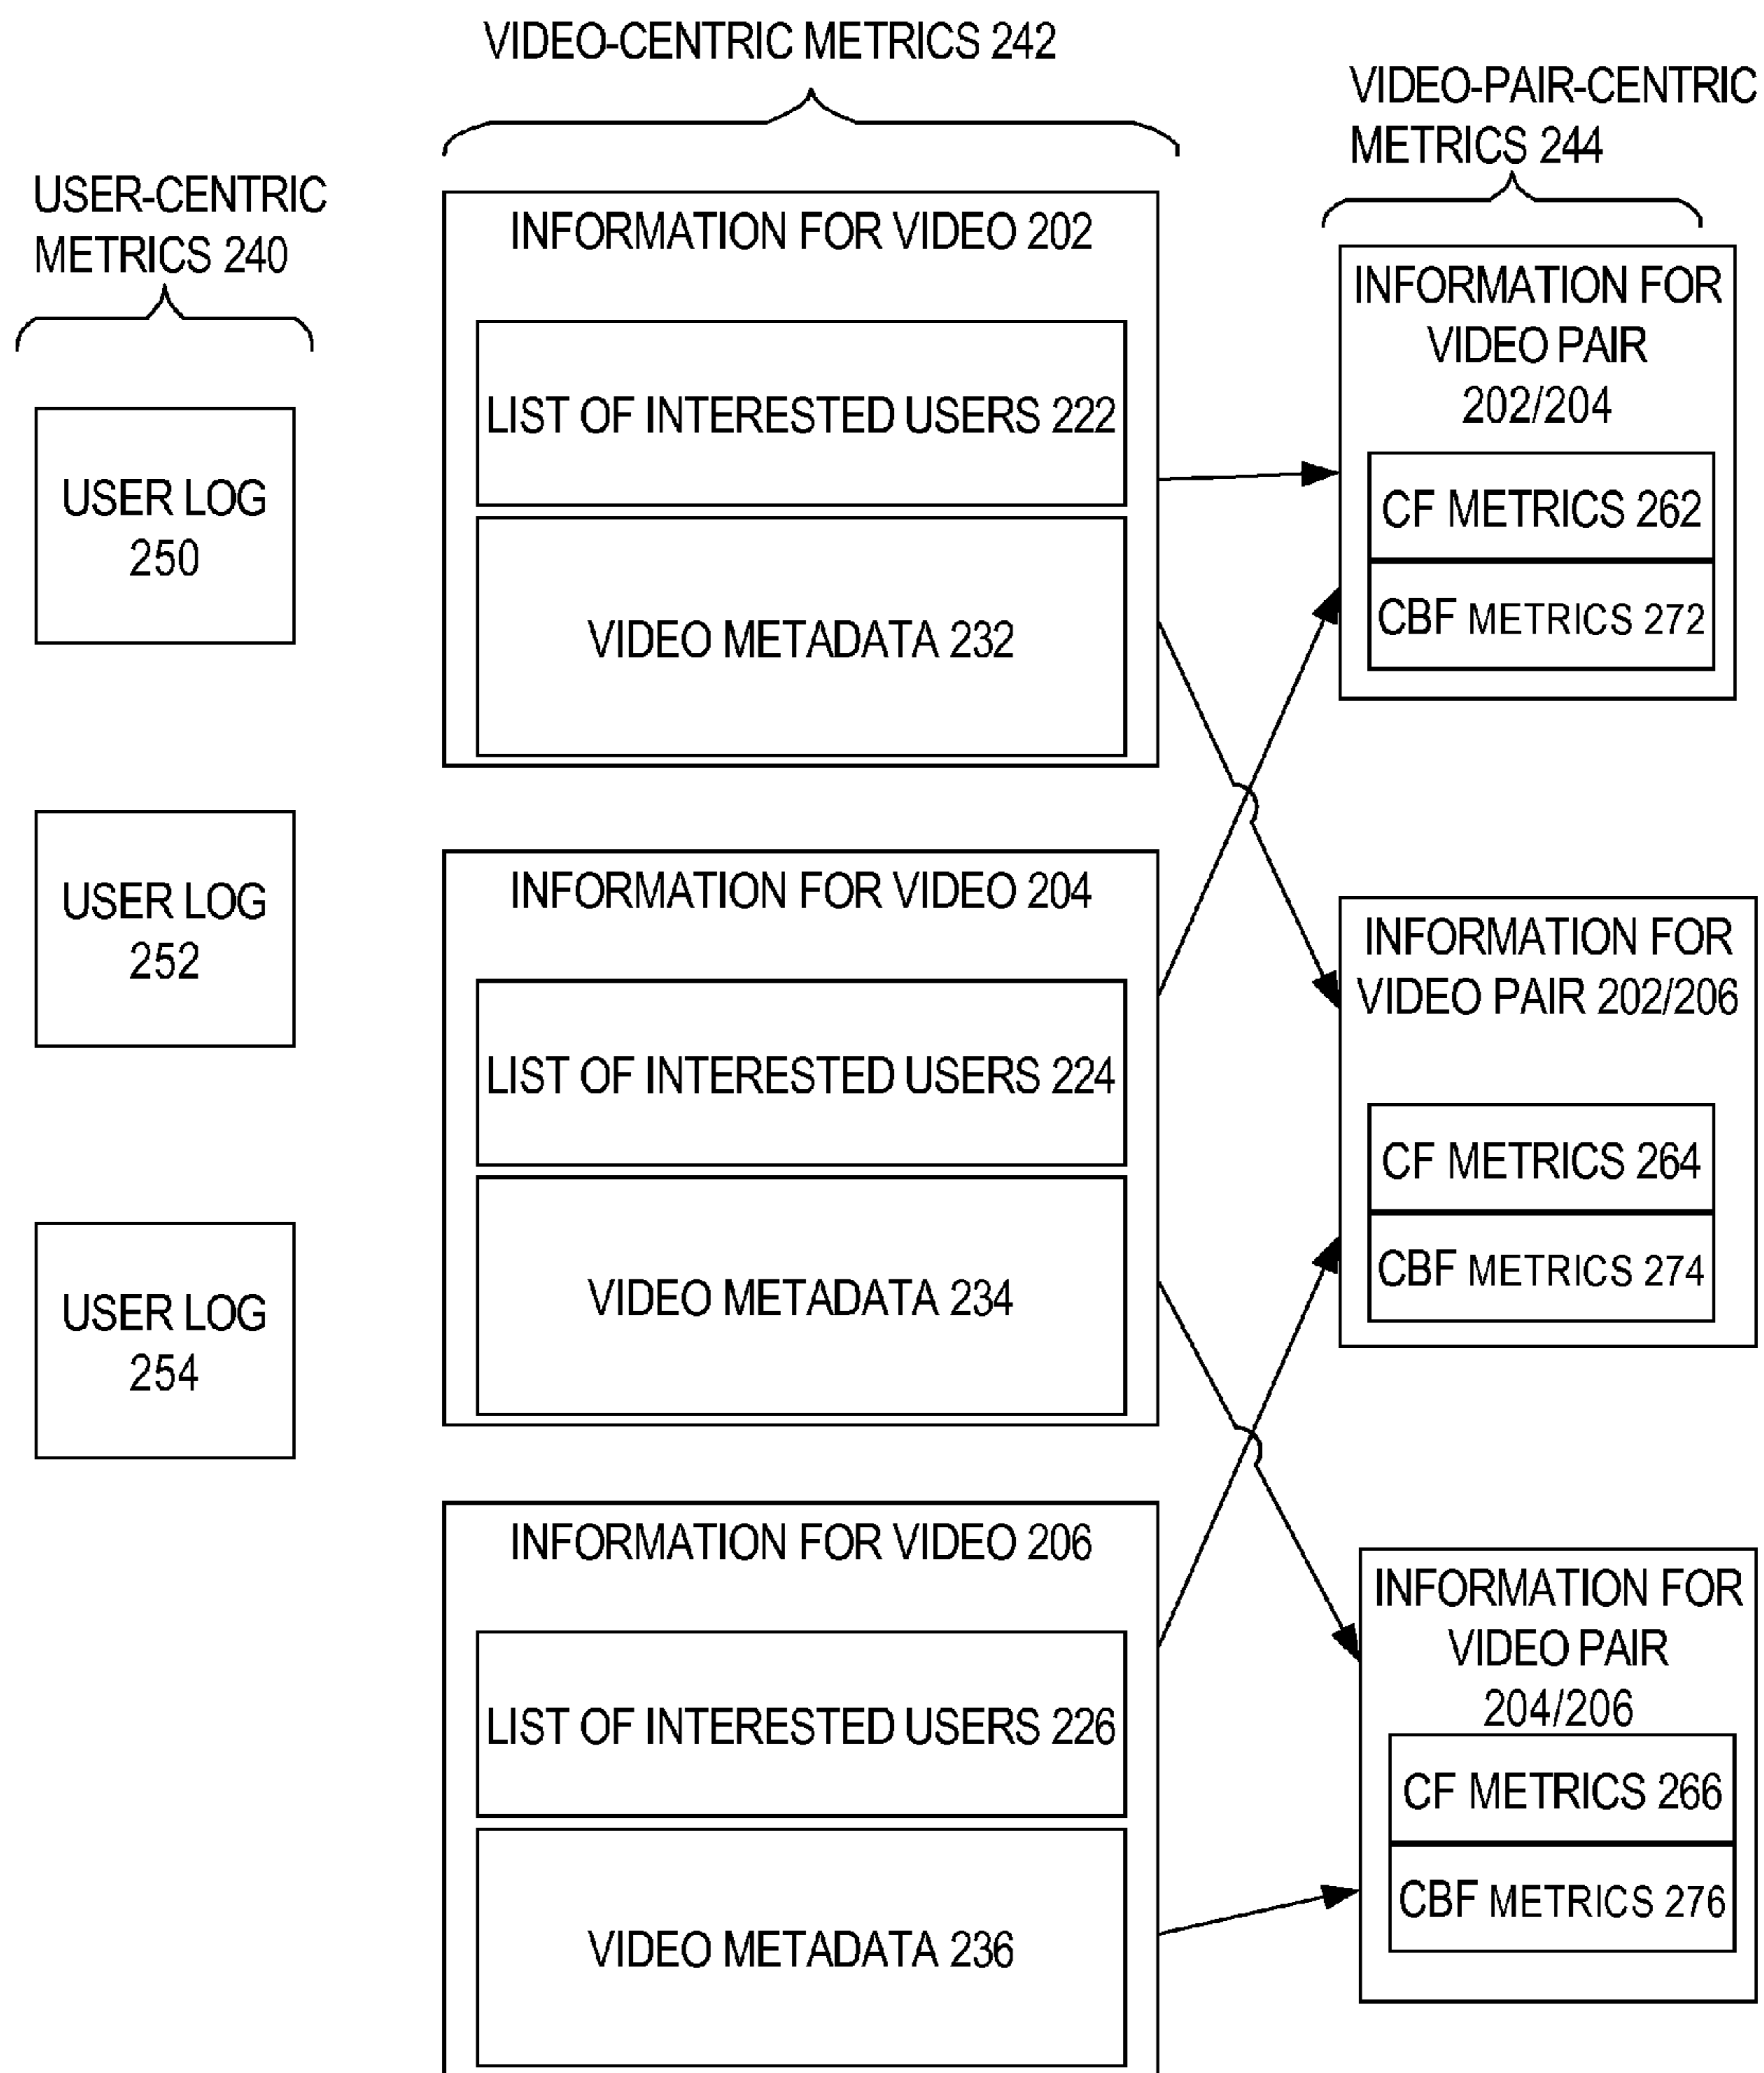 VIDEO-CENTRIC METRICS 242
VIDEO-PAIR-CENTRIC
METRICS 244
USER-CENTRIC
METRICS 240
USER LOG
250
USER LOG
252
USER LOG
254
INFORMATION FOR VIDEO 202
LIST OF INTERESTED USERS 222
VIDEO METADATA 232
INFORMATION FOR VIDEO 204
LIST OF INTERESTED USERS 224
VIDEO METADATA 234
INFORMATION FOR VIDEO 206
LIST OF INTERESTED USERS 226
VIDEO METADATA 236
INFORMATION FOR
VIDEO PAIR
202/204
CF METRICS 262
CBF METRICS 272
INFORMATION FOR
VIDEO PAIR 202/206
CF METRICS 264
CBF METRICS 274
INFORMATION FOR
VIDEO PAIR
204/206
CF METRICS 266
CBF METRICS 276